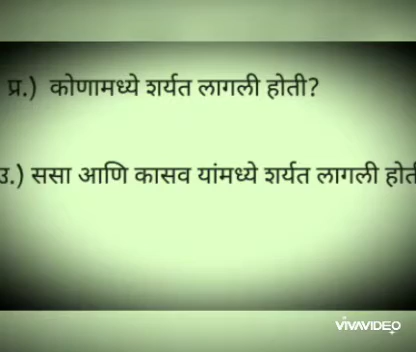 प्र.) कोणामध्ये शर्यत लागली होती?
उ.) ससा आणि कासव यांमध्ये शर्यत लागली होती
VIVAVIDEO